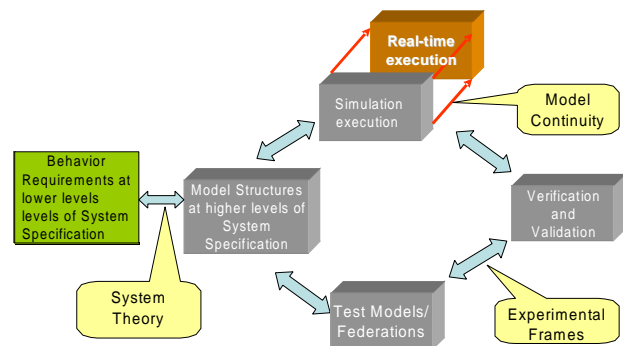 Real-time
execution
Simulation
execution
Model
Continuity
Behavior
Requirements at
lower levels
levels of System
Specification
Model Structures
at higher levels of
System
Specification
Verification
and
Validation
System
Theory
Test Models/
Federations
Experimental
Frames